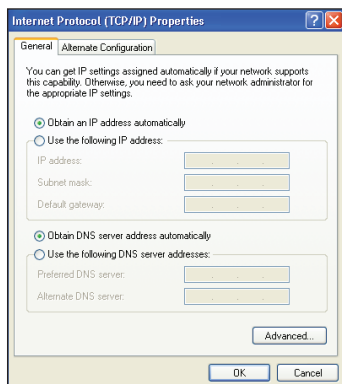 Internet Protocol (TCP/IP) Properties
General
Alternate Configuration
You can get IP settings assigned automatically if your network supports
this capability. Otherwise, you need to ask your network administrator for
the appropriate IP settings.
Obtain an IP address automatically
Use the following IP address:
IP address:
Subnet mask:
Default gateway:
Obtain DNS server address automatically
Use the following DNS server addresses:
Preferred DNS server:
Alternate DNS server:
Advanced...
OK
Cancel